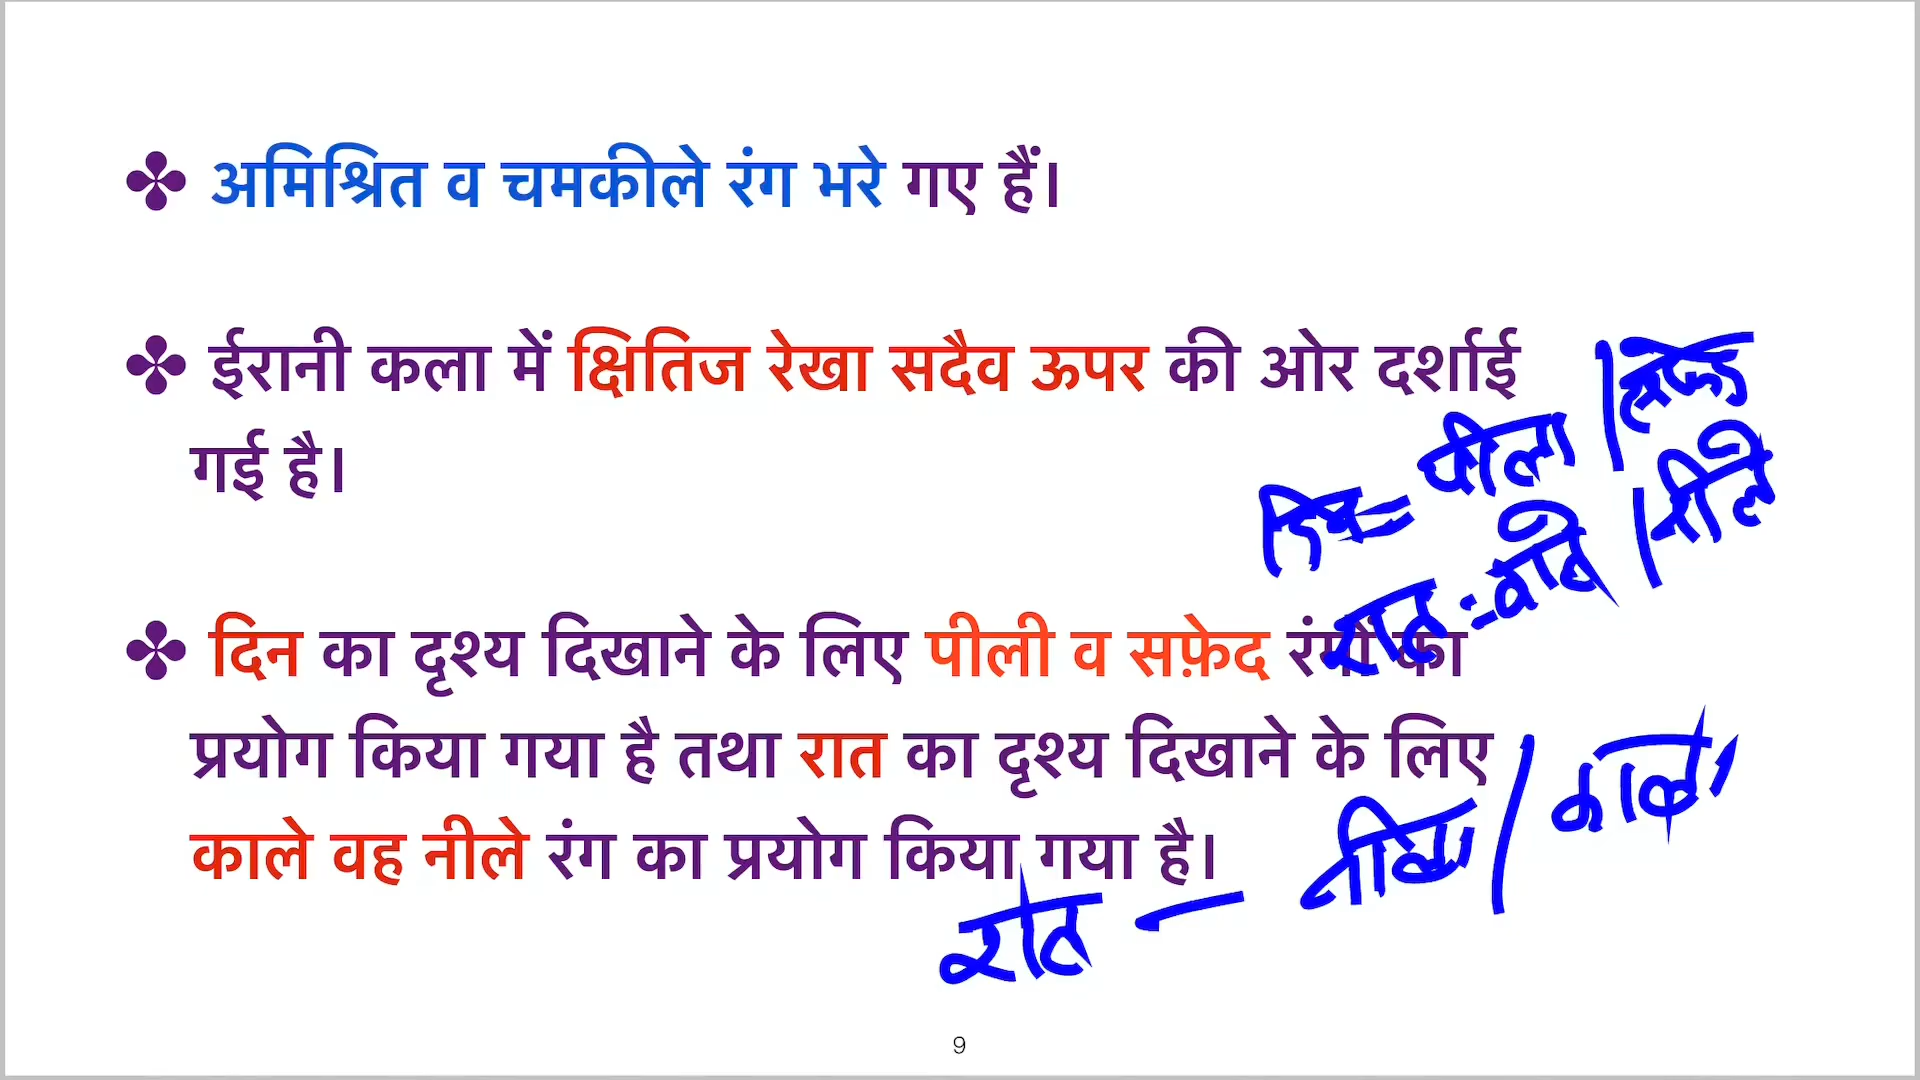 ✤ अमिश्रित व चमकीले रंग भरे गए हैं।
✤ ईरानी कला में क्षितिज रेखा सदैव ऊपर की ओर दर्शाई
गई है।
दिन = पीला / सफेद
रात = काले / नीले
✤ दिन का दृश्य दिखाने के लिए पीली व सफ़ेद रंगों का
प्रयोग किया गया है तथा रात का दृश्य दिखाने के लिए
काले वह नीले रंग का प्रयोग किया गया है।
रात — नीला / काला
9